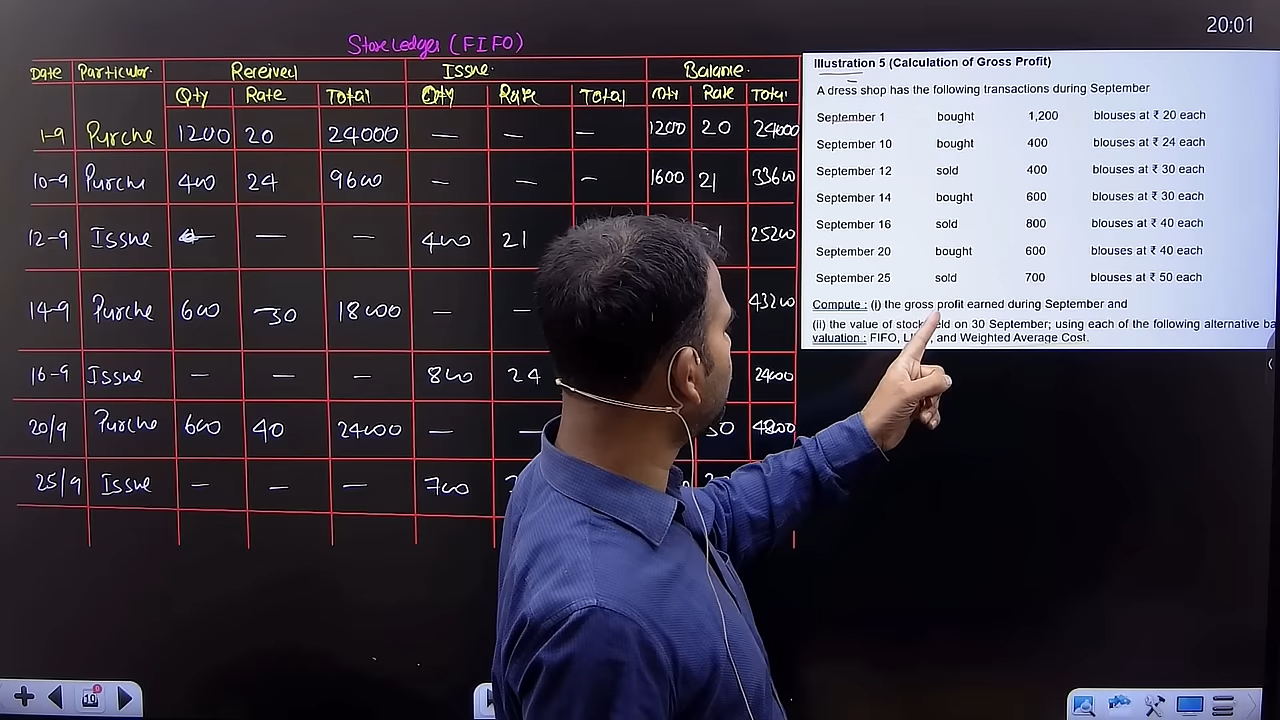 20:01
Store Ledger (FIFO)
Date Particular Received Issue Balance
Qty Rate Total Qty Rate Total Qty Rate Total
1-9 Purche 1200 20 24000 — — — 1200 20 24000
10-9 Purche 400 24 9600 — — — 1600 21 33600
12-9 Issue — — 400 21 25200
14-9 Purche 600 30 18000 — 43200
16-9 Issue — — — 800 24 24000
20/9 Purche 600 40 24000 — — 30 48000
25/9 Issue — — — 700
Illustration 5 (Calculation of Gross Profit)
A dress shop has the following transactions during September
September 1 bought 1,200 blouses at ₹ 20 each
September 10 bought 400 blouses at ₹ 24 each
September 12 sold 400 blouses at ₹ 30 each
September 14 bought 600 blouses at ₹ 30 each
September 16 sold 800 blouses at ₹ 40 each
September 20 bought 600 blouses at ₹ 40 each
September 25 sold 700 blouses at ₹ 50 each
Compute : (i) the gross profit earned during September and
(ii) the value of stock held on 30 September; using each of the following alternative ba
valuation : FIFO, and Weighted Average Cost.
10